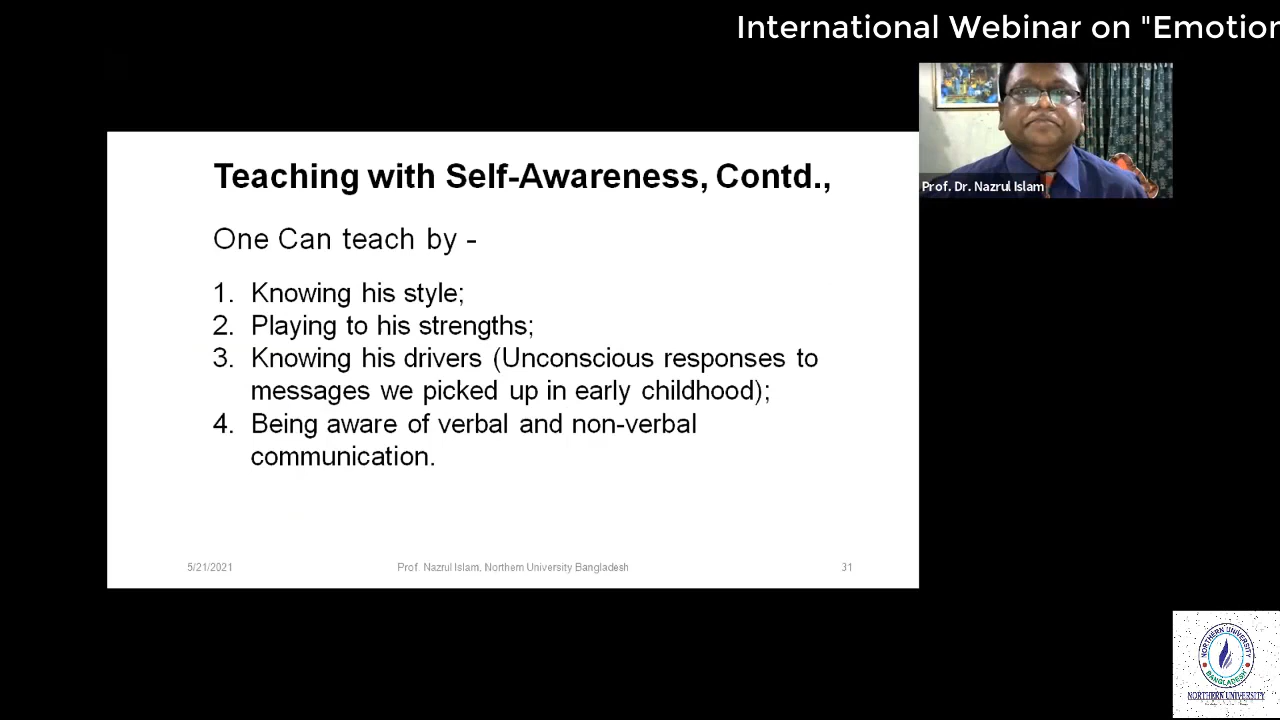 International Webinar on "Emotion
Prof. Dr. Nazrul Islam
Teaching with Self-Awareness, Contd.,
One Can teach by -
1. Knowing his style;
2. Playing to his strengths;
3. Knowing his drivers (Unconscious responses to
messages we picked up in early childhood);
4. Being aware of verbal and non-verbal
communication.
5/21/2021
Prof. Nazrul Islam, Northern University Bangladesh
31
NORTHERN UNIVERSITY
BANGLADESH
NORTHERN UNIVERSITY